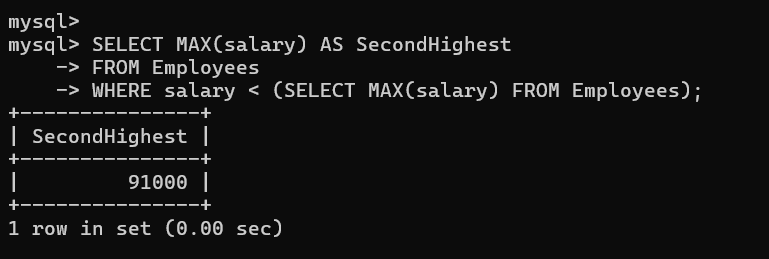 mysql>
mysql> SELECT MAX(salary) AS SecondHighest
    -> FROM Employees
    -> WHERE salary < (SELECT MAX(salary) FROM Employees);
+---------------+
| SecondHighest |
+---------------+
|         91000 |
+---------------+
1 row in set (0.00 sec)